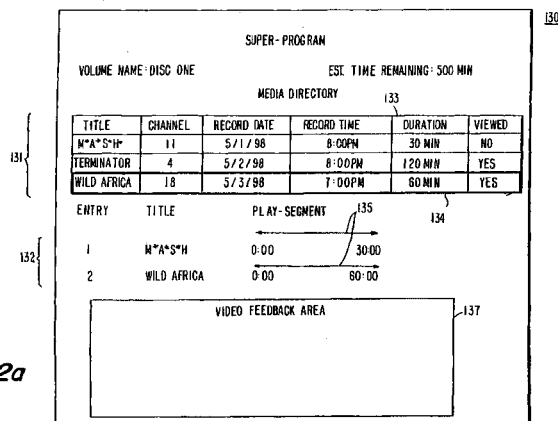 130
SUPER-PROGRAM
VOLUME NAME: DISC ONE EST. TIME REMAINING: 500 MIN
MEDIA DIRECTORY
133
TITLE CHANNEL RECORD DATE RECORD TIME DURATION VIEWED
M*A*S*H* 11 5/1/98 8:00PM 30 MIN NO
131
TERMINATOR 4 5/2/98 8:00PM 120 MIN YES
WILD AFRICA 18 5/3/98 7:00PM 60 MIN YES
134
ENTRY TITLE PLAY-SEGMENT 135
132
1 M*A*S*H 0:00 30:00
2 WILD AFRICA 0:00 60:00
VIDEO FEEDBACK AREA
137
2a